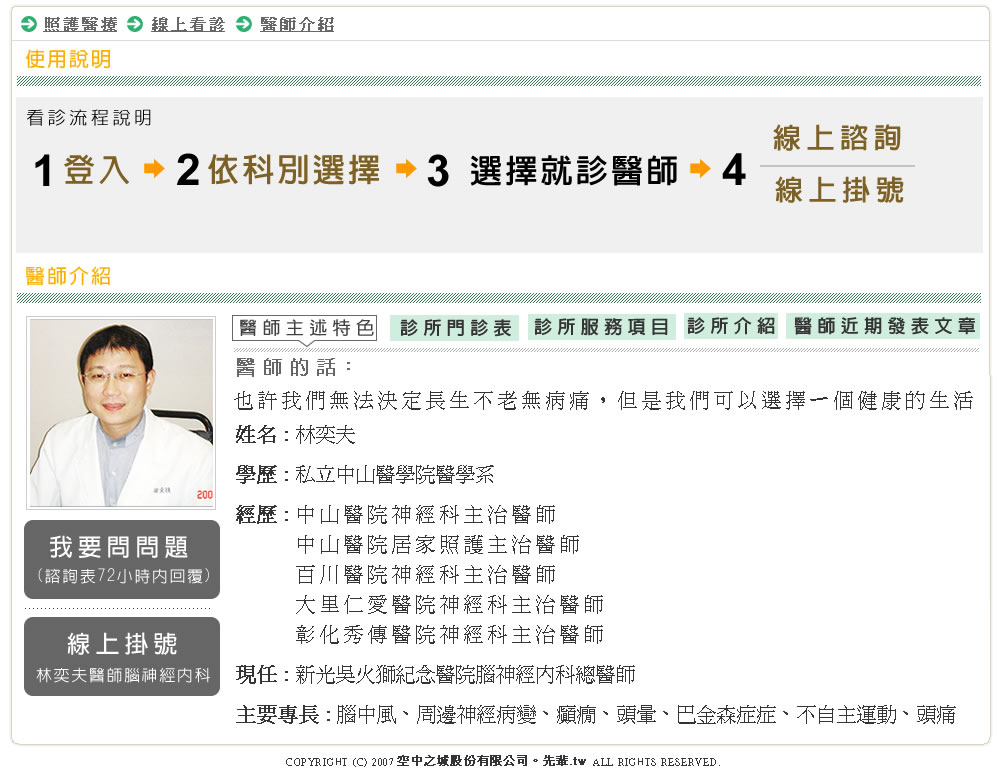 照護醫療 線上看診 醫師介紹
使用說明
看診流程說明
1 登入 2 依科別選擇 3 選擇就診醫師 4
線上諮詢
線上掛號
醫師介紹
醫師主述特色 診所門診表 診所服務項目 診所介紹 醫師近期發表文章
醫師的話：
也許我們無法決定長生不老無病痛，但是我們可以選擇一個健康的生活
姓名：林奕夫
學歷：私立中山醫學院醫學系
經歷：中山醫院神經科主治醫師
中山醫院居家照護主治醫師
百川醫院神經科主治醫師
大里仁愛醫院神經科主治醫師
彰化秀傳醫院神經科主治醫師
現任：新光吳火獅紀念醫院腦神經內科總醫師
主要專長：腦中風、周邊神經病變、癲癇、頭暈、巴金森症症、不自主運動、頭痛
200
我要問問題
（諮詢表72小時內回覆）
線上掛號
林奕夫醫師腦神經內科
COPYRIGHT (C) 2007 空中之城股份有限公司。先華.tw ALL RIGHTS RESERVED.